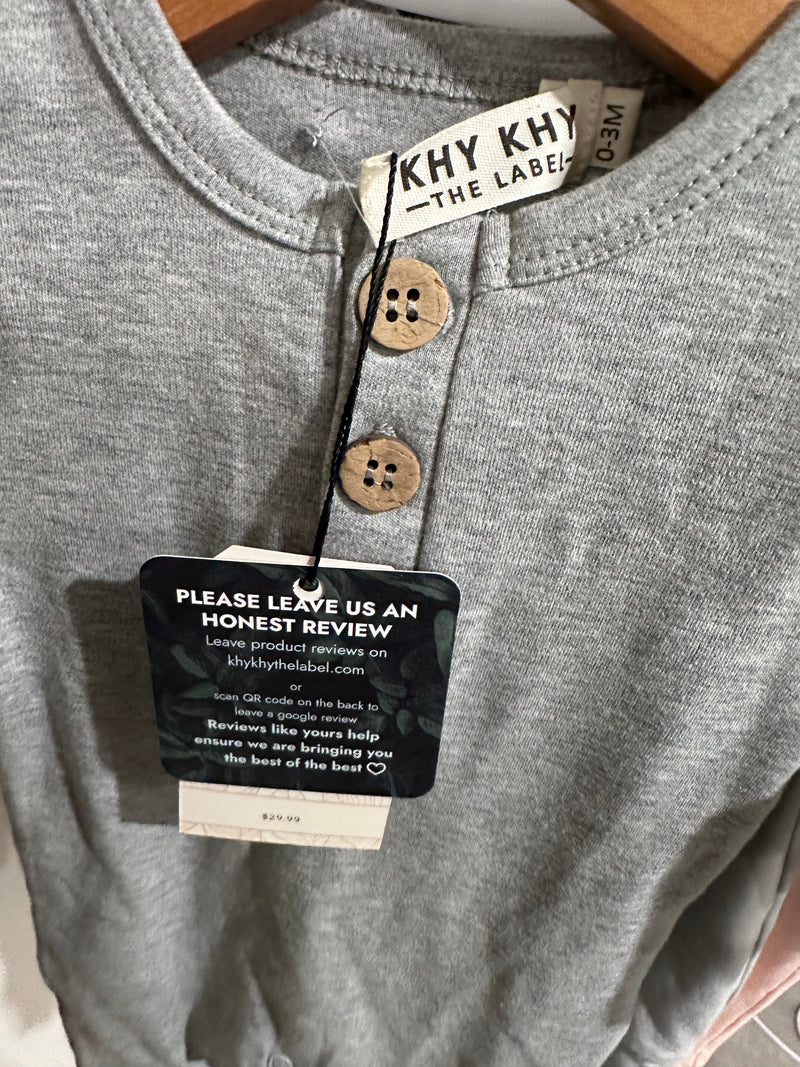 KHY KHY
—THE LABEL—
0-3M
PLEASE LEAVE US AN
HONEST REVIEW
Leave product reviews on
khykhythelabel.com
or
scan QR code on the back to
leave a google review
Reviews like yours help
ensure we are bringing you
the best of the best ♡
$29.99